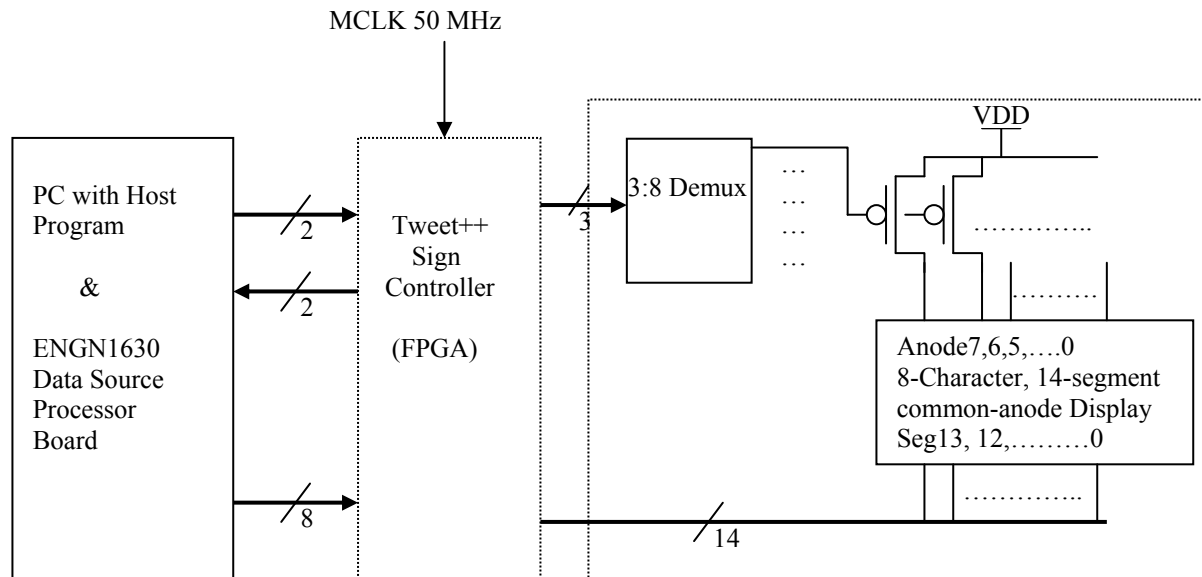 MCLK 50 MHz
PC with Host
Program
&
ENGN1630
Data Source
Processor
Board
2
2
8
Tweet++
Sign
Controller
(FPGA)
3
14
3:8 Demux
....
....
....
....
VDD
..............
..........
Anode7,6,5,....0
8-Character, 14-segment
common-anode Display
Seg13, 12,.........0
..............